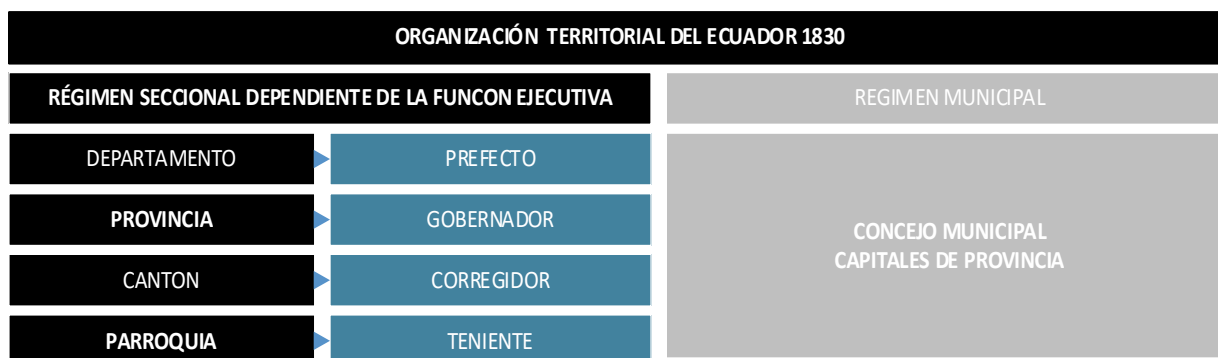 ORGANIZACIÓN TERRITORIAL DEL ECUADOR 1830
RÉGIMEN SECCIONAL DEPENDIENTE DE LA FUNCON EJECUTIVA
REGIMEN MUNICIPAL
DEPARTAMENTO
PREFECTO
PROVINCIA
GOBERNADOR
CANTON
CORREGIDOR
PARROQUIA
TENIENTE
CONCEJO MUNICIPAL
CAPITALES DE PROVINCIA